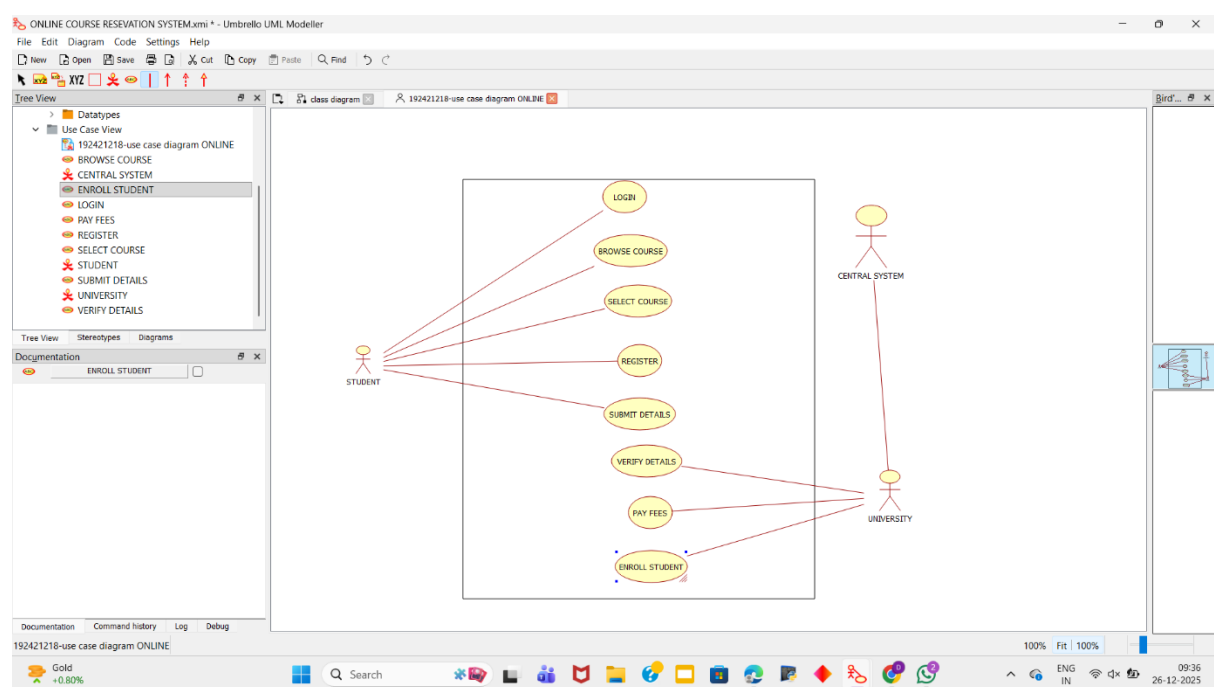 ONLINE COURSE RESEVATION SYSTEM.xmi * - Umbrello UML Modeller
File Edit Diagram Code Settings Help
New Open Save Cut Copy Paste Find
XYZ XYZ
Tree View class diagram 192421218-use case diagram ONLINE Bird'...
Datatypes
Use Case View
192421218-use case diagram ONLINE
BROWSE COURSE
CENTRAL SYSTEM
ENROLL STUDENT
LOGIN
PAY FEES
REGISTER
SELECT COURSE
STUDENT
SUBMIT DETAILS
UNIVERSITY
VERIFY DETAILS
Tree View Stereotypes Diagrams
Documentation
ENROLL STUDENT
LOGIN
BROWSE COURSE
CENTRAL SYSTEM
SELECT COURSE
REGISTER
STUDENT
SUBMIT DETAILS
VERIFY DETAILS
PAY FEES
UNIVERSITY
ENROLL STUDENT
Documentation Command history Log Debug
192421218-use case diagram ONLINE 100% Fit 100%
Gold
+0.80%
Search
2
ENG
IN
09:36
26-12-2025